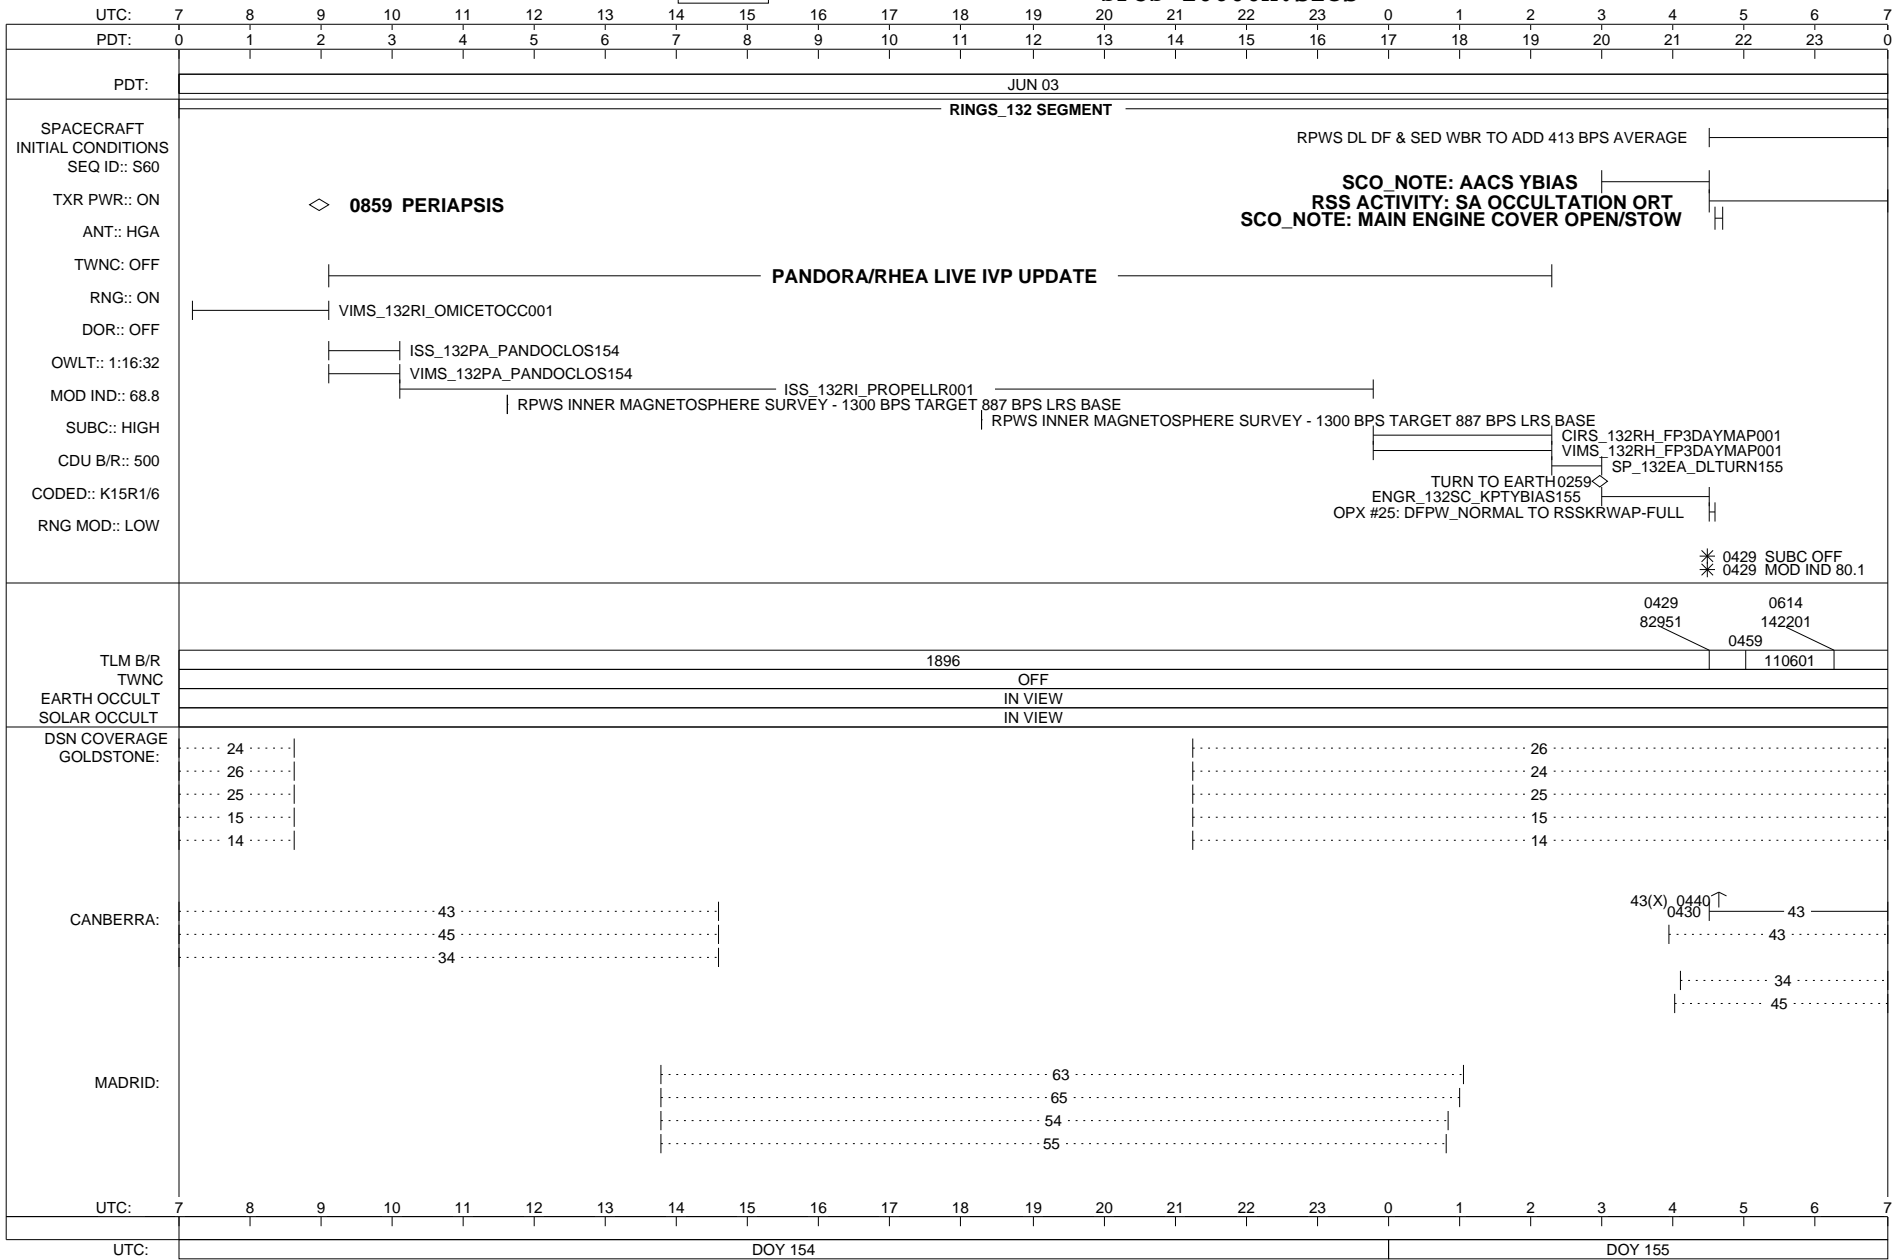 UTC: 7 8 9 10 11 12 13 14 15 16 17 18 19 20 21 22 23 0 1 2 3 4 5 6 7
PDT: 0 1 2 3 4 5 6 7 8 9 10 11 12 13 14 15 16 17 18 19 20 21 22 23 0
PDT: JUN 03
RINGS_132 SEGMENT
SPACECRAFT
INITIAL CONDITIONS
RPWS DL DF & SED WBR TO ADD 413 BPS AVERAGE
SEQ ID:: S60
SCO_NOTE: AACS YBIAS
TXR PWR:: ON
0859 PERIAPSIS
RSS ACTIVITY: SA OCCULTATION ORT
SCO_NOTE: MAIN ENGINE COVER OPEN/STOW
ANT:: HGA
TWNC: OFF
PANDORA/RHEA LIVE IVP UPDATE
RNG:: ON
VIMS_132RI_OMICETOCC001
DOR:: OFF
ISS_132PA_PANDOCLOS154
OWLT:: 1:16:32
VIMS_132PA_PANDOCLOS154
ISS_132RI_PROPELLR001
MOD IND:: 68.8
RPWS INNER MAGNETOSPHERE SURVEY - 1300 BPS TARGET 887 BPS LRS BASE
RPWS INNER MAGNETOSPHERE SURVEY - 1300 BPS TARGET 887 BPS LRS BASE
SUBC:: HIGH
CIRS_132RH_FP3DAYMAP001
VIMS_132RH_FP3DAYMAP001
CDU B/R:: 500
SP_132EA_DLTURN155
TURN TO EARTH 0259
CODED:: K15R1/6
ENGR_132SC_KPTYBIAS155
OPX #25: DFPW_NORMAL TO RSSKRWAP-FULL
RNG MOD:: LOW
0429 SUBC OFF
0429 MOD IND 80.1
0429 0614
82951 142201
0459
TLM B/R 1896 110601
TWNC OFF
EARTH OCCULT IN VIEW
SOLAR OCCULT IN VIEW
DSN COVERAGE
GOLDSTONE:
24 26
26 24
25 25
15 15
14 14
43(X) 0440
CANBERRA: 43 0430 43
45 43
34
34
45
MADRID: 63
65
54
55
UTC: 7 8 9 10 11 12 13 14 15 16 17 18 19 20 21 22 23 0 1 2 3 4 5 6 7
UTC: DOY 154 DOY 155